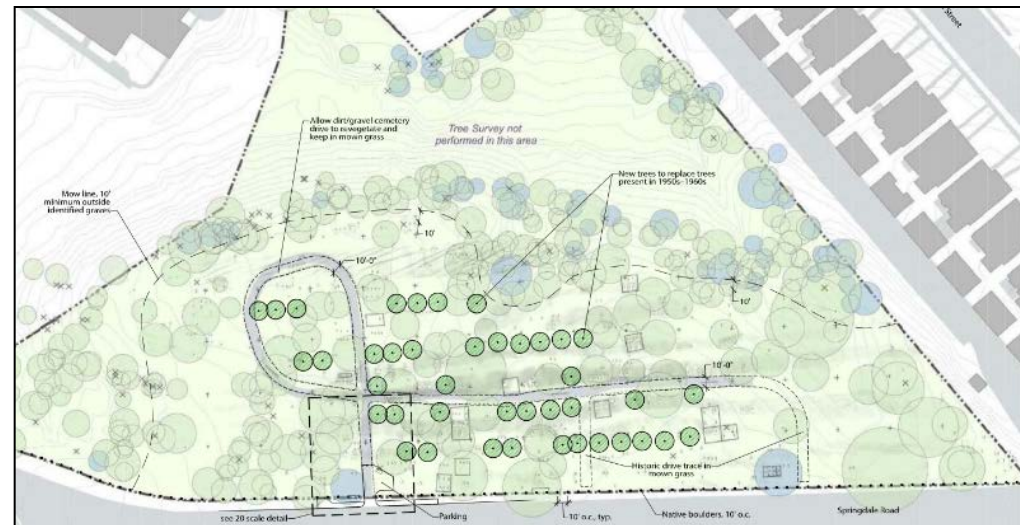 Street
Allow dirt/gravel cemetery
drive to revegetate and
keep in mown grass
Tree Survey not
performed in this area
New trees to replace trees
present in 1950s-1960s
Mow line, 10'
minimum outside
identified graves
10'
10'-0"
10'
10'-0"
Historic drive trace in
mown grass
see 20 scale detail
Parking
10' o.c., typ.
Native boulders, 10' o.c.
Springdale Road